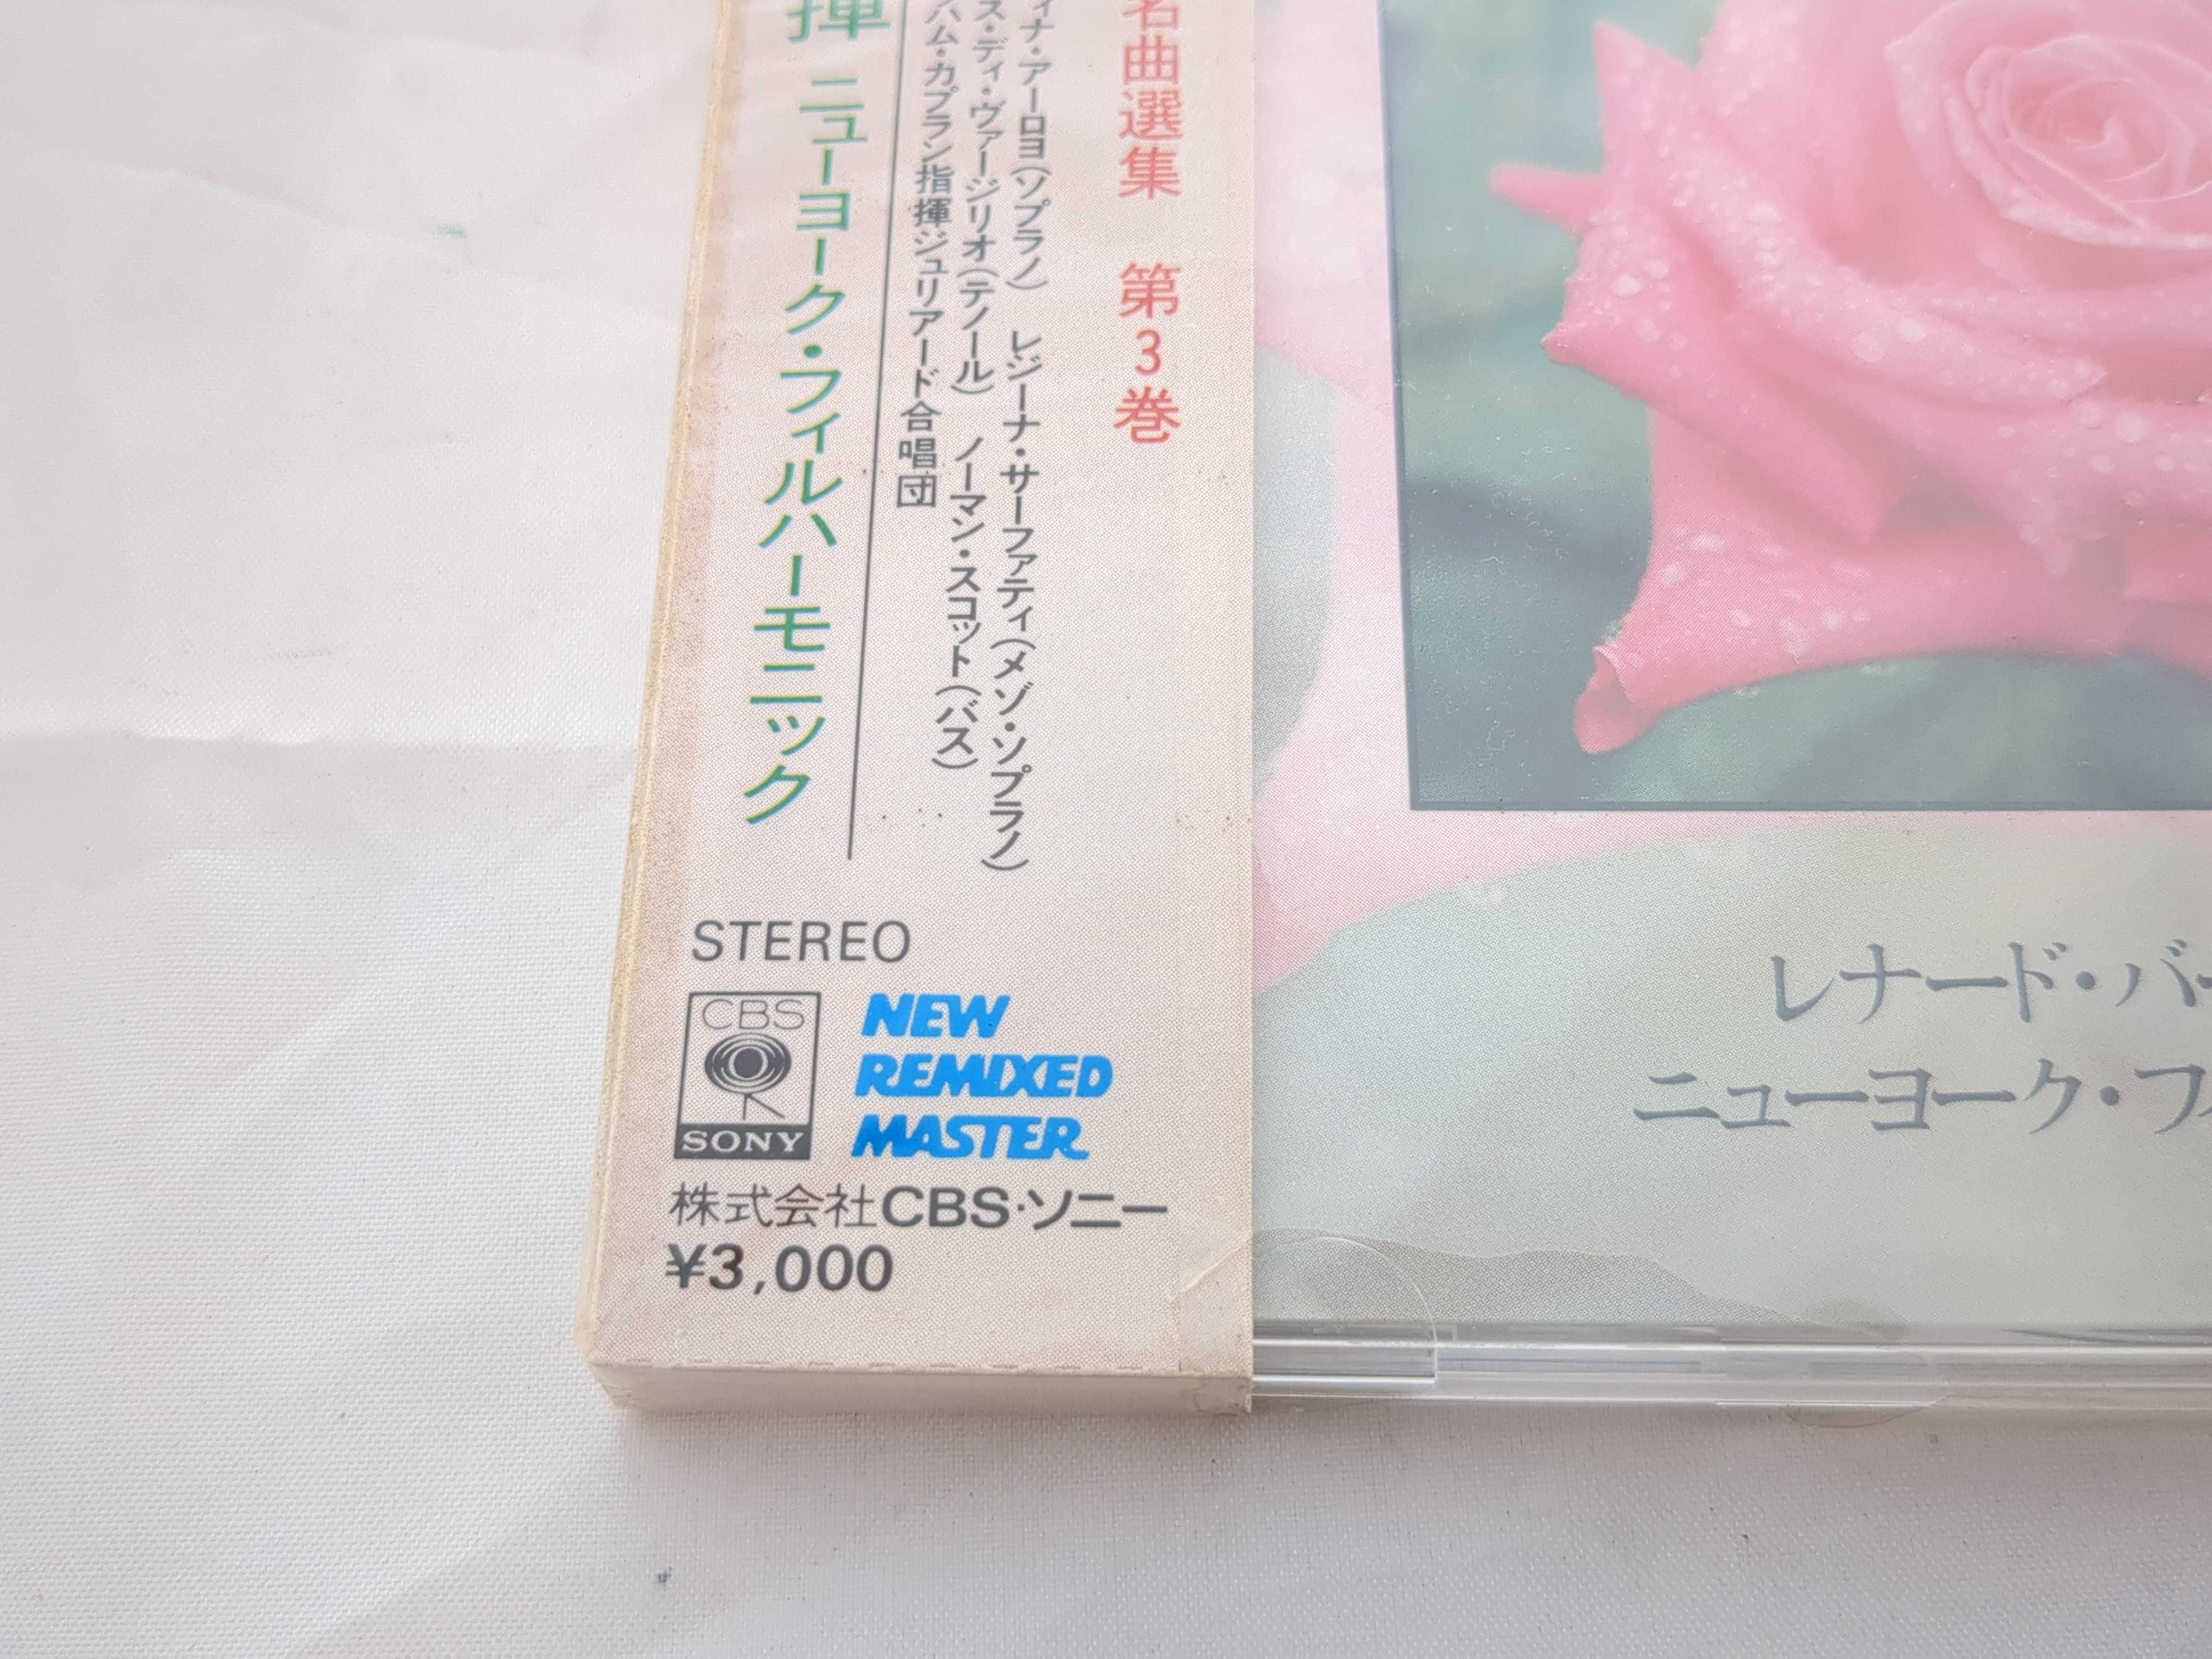 名曲選集 第3巻
ィナ・アーロヨ(ソプラノ) レジーナ・サーファティ(メゾ・ソプラノ)
ス・ディ・ヴァージリオ(テノール) ノーマン・スコット(バス)
ハム・カプラン指揮ジュリアード合唱団
揮 ニューヨーク・フィルハーモニック
STEREO
CBS
SONY
NEW
REMIXED
MASTER
株式会社CBS・ソニー
¥3,000
レナード・バー
ニューヨーク・フィ